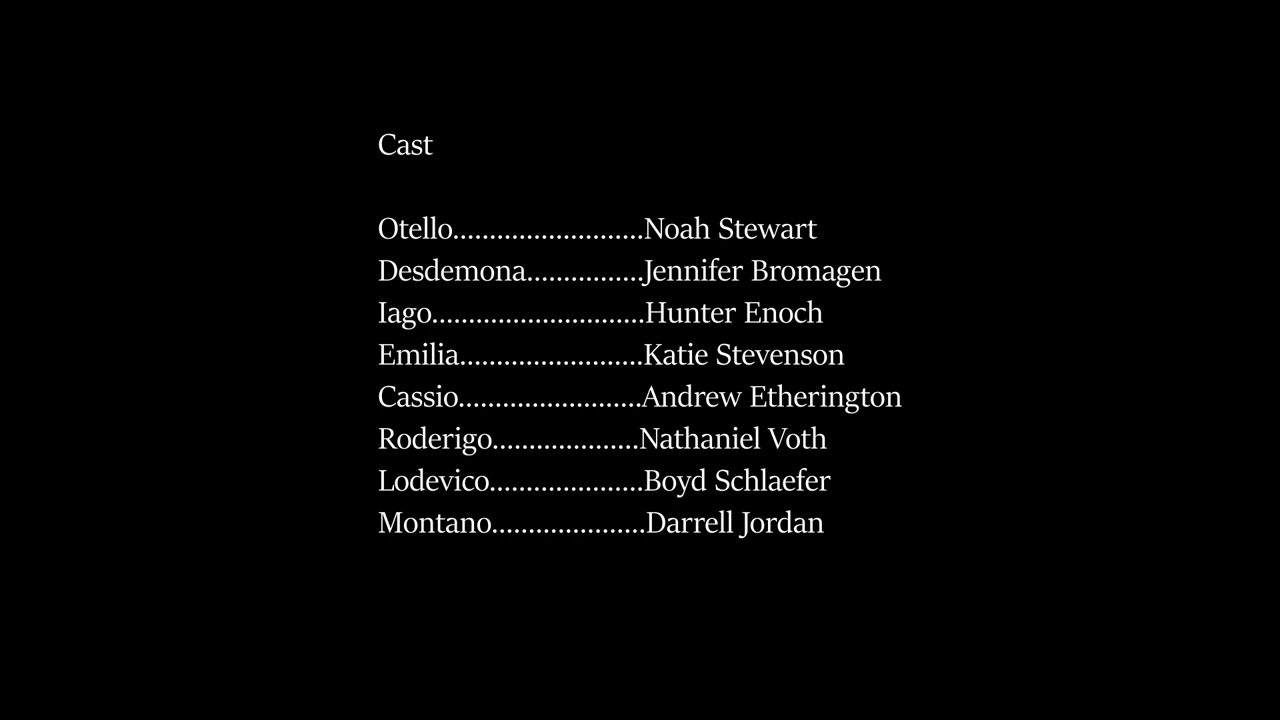 Cast
Otello..........................Noah Stewart
Desdemona................Jennifer Bromagen
Iago.............................Hunter Enoch
Emilia.........................Katie Stevenson
Cassio.........................Andrew Etherington
Roderigo....................Nathaniel Voth
Lodevico.....................Boyd Schlaefer
Montano.....................Darrell Jordan